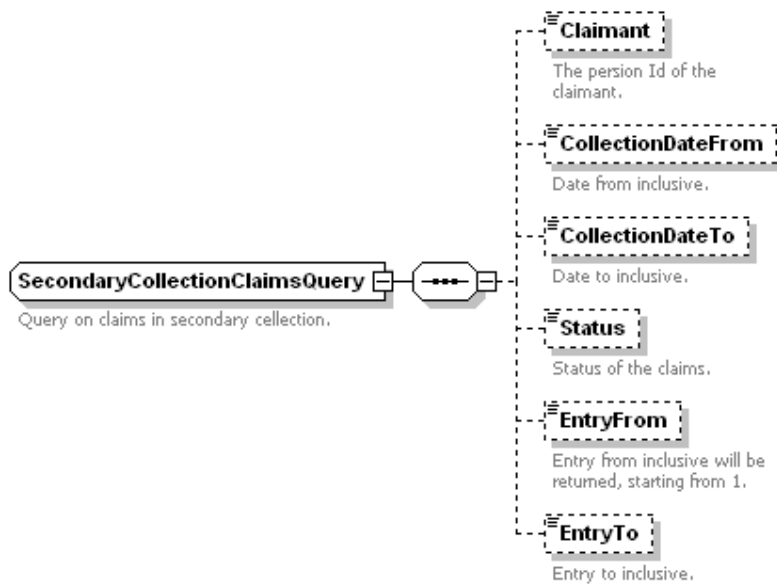 Claimant
The persion Id of the
claimant.
CollectionDateFrom
Date from inclusive.
CollectionDateTo
Date to inclusive.
SecondaryCollectionClaimsQuery
Query on claims in secondary cellection.
Status
Status of the claims.
EntryFrom
Entry from inclusive will be
returned, starting from 1.
EntryTo
Entry to inclusive.